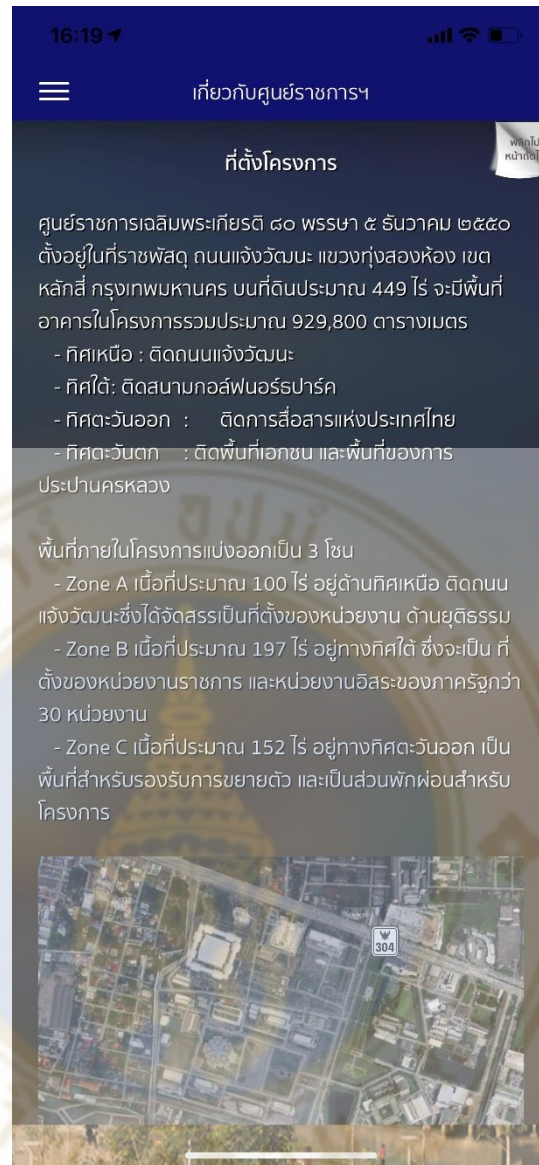 16:19
เกี่ยวกับศูนย์ราชการฯ
พลิกไป
หน้าถัดไ
ที่ตั้งโครงการ
ศูนย์ราชการเฉลิมพระเกียรติ ๘๐ พรรษา ๕ ธันวาคม ๒๕๕๐
ตั้งอยู่ในที่ราชพัสดุ ถนนแจ้งวัฒนะ แขวงทุ่งสองห้อง เขต
หลักสี่ กรุงเทพมหานคร บนที่ดินประมาณ 449 ไร่ จะมีพื้นที่
อาคารในโครงการรวมประมาณ 929,800 ตารางเมตร
- ทิศเหนือ : ติดถนนแจ้งวัฒนะ
- ทิศใต้: ติดสนามกอล์ฟนอร์ธปาร์ค
- ทิศตะวันออก : ติดการสื่อสารแห่งประเทศไทย
- ทิศตะวันตก : ติดพื้นที่เอกชน และพื้นที่ของการ
ประปานครหลวง
พื้นที่ภายในโครงการแบ่งออกเป็น 3 โซน
- Zone A เนื้อที่ประมาณ 100 ไร่ อยู่ด้านทิศเหนือ ติดถนน
แจ้งวัฒนะซึ่งได้จัดสรรเป็นที่ตั้งของหน่วยงาน ด้านยุติธรรม
- Zone B เนื้อที่ประมาณ 197 ไร่ อยู่ทางทิศใต้ ซึ่งจะเป็น ที่
ตั้งของหน่วยงานราชการ และหน่วยงานอิสระของภาครัฐกว่า
30 หน่วยงาน
- Zone C เนื้อที่ประมาณ 152 ไร่ อยู่ทางทิศตะวันออก เป็น
พื้นที่สำหรับรองรับการขยายตัว และเป็นส่วนพักผ่อนสำหรับ
โครงการ
304